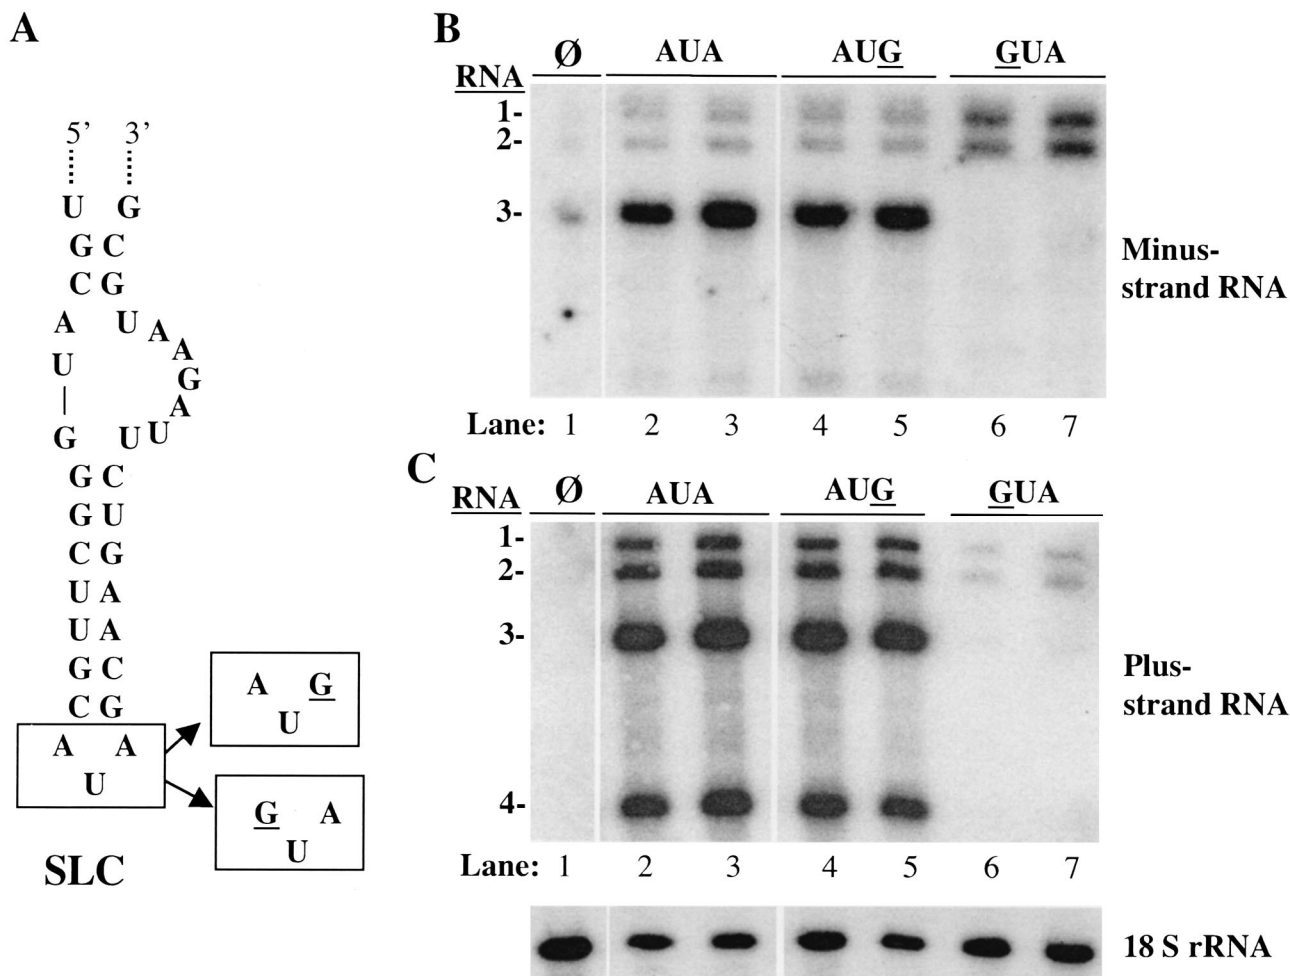 A
5’ 3’
U G
G C
C G
A U A
A
U G
A
U U
G
G C
G U
C G
U A
U A
G C
C G
A A
U
A G
U
G A
U
SLC
B
Ø AUA AUG GUA
RNA
1-
2-
3-
Minus-
strand RNA
Lane: 1 2 3 4 5 6 7
C
Ø AUA AUG GUA
RNA
1-
2-
3-
4-
Plus-
strand RNA
Lane: 1 2 3 4 5 6 7
18 S rRNA